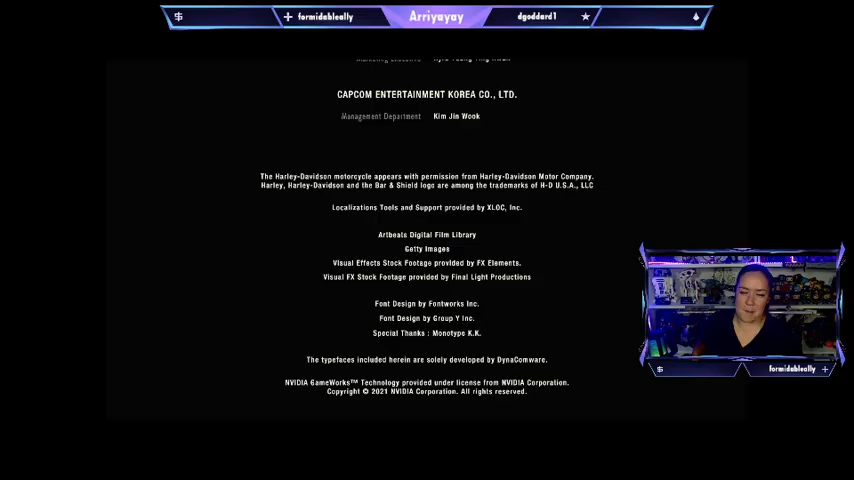 formidableally
Arriyayay
dgoddard1
CAPCOM ENTERTAINMENT KOREA CO., LTD.
Management Department Kim Jin Wook
The Harley-Davidson motorcycle appears with permission from Harley-Davidson Motor Company.
Harley, Harley-Davidson and the Bar & Shield logo are among the trademarks of H-D U.S.A., LLC
Localizations Tools and Support provided by XLOC, Inc.
Artbeats Digital Film Library
Getty Images
Visual Effects Stock Footage provided by FX Elements.
Visual FX Stock Footage provided by Final Light Productions
Font Design by Fontworks Inc.
Font Design by Group Y Inc.
Special Thanks : Monotype K.K.
The typefaces included herein are solely developed by DynaComware.
NVIDIA GameWorks™ Technology provided under license from NVIDIA Corporation.
Copyright © 2021 NVIDIA Corporation. All rights reserved.
formidableally